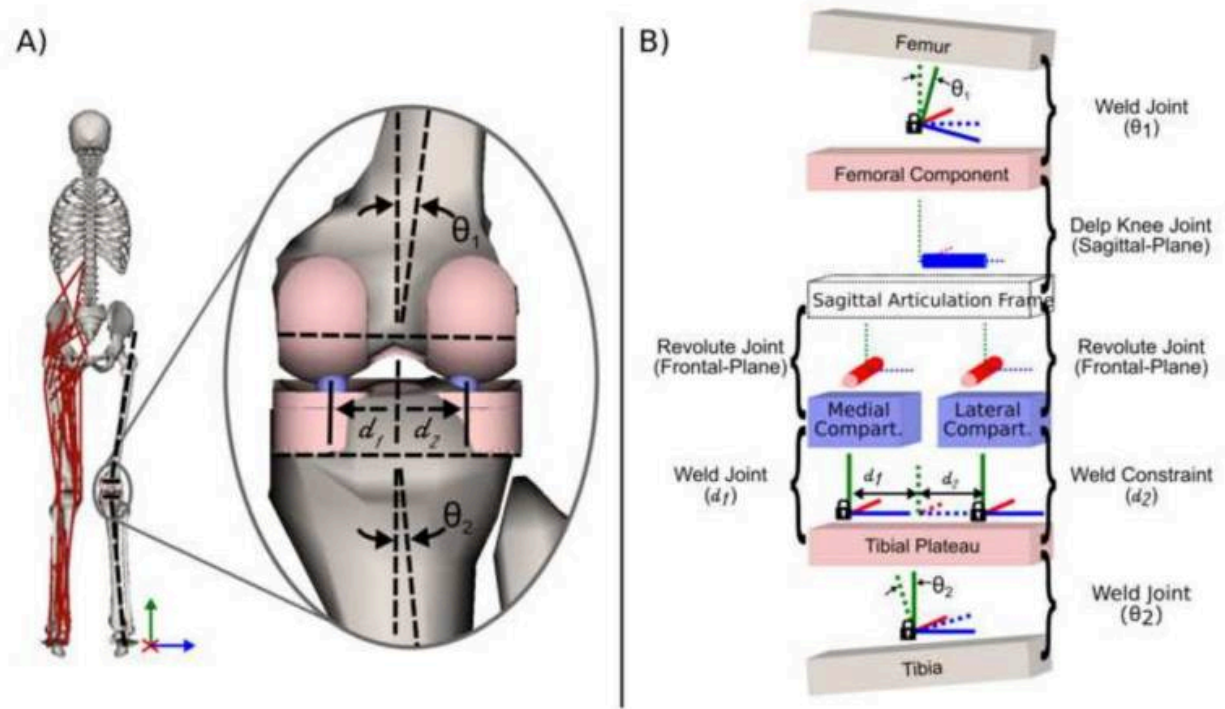 A)
θ1
d1
d2
θ2
B)
Femur
θ1
Weld Joint
(θ1)
Femoral Component
Delp Knee Joint
(Sagittal-Plane)
Sagittal Articulation Frame
Revolute Joint
(Frontal-Plane)
Revolute Joint
(Frontal-Plane)
Medial
Compart.
Lateral
Compart.
Weld Joint
(d1)
d1
d2
Weld Constraint
(d2)
Tibial Plateau
θ2
Weld Joint
(θ2)
Tibia